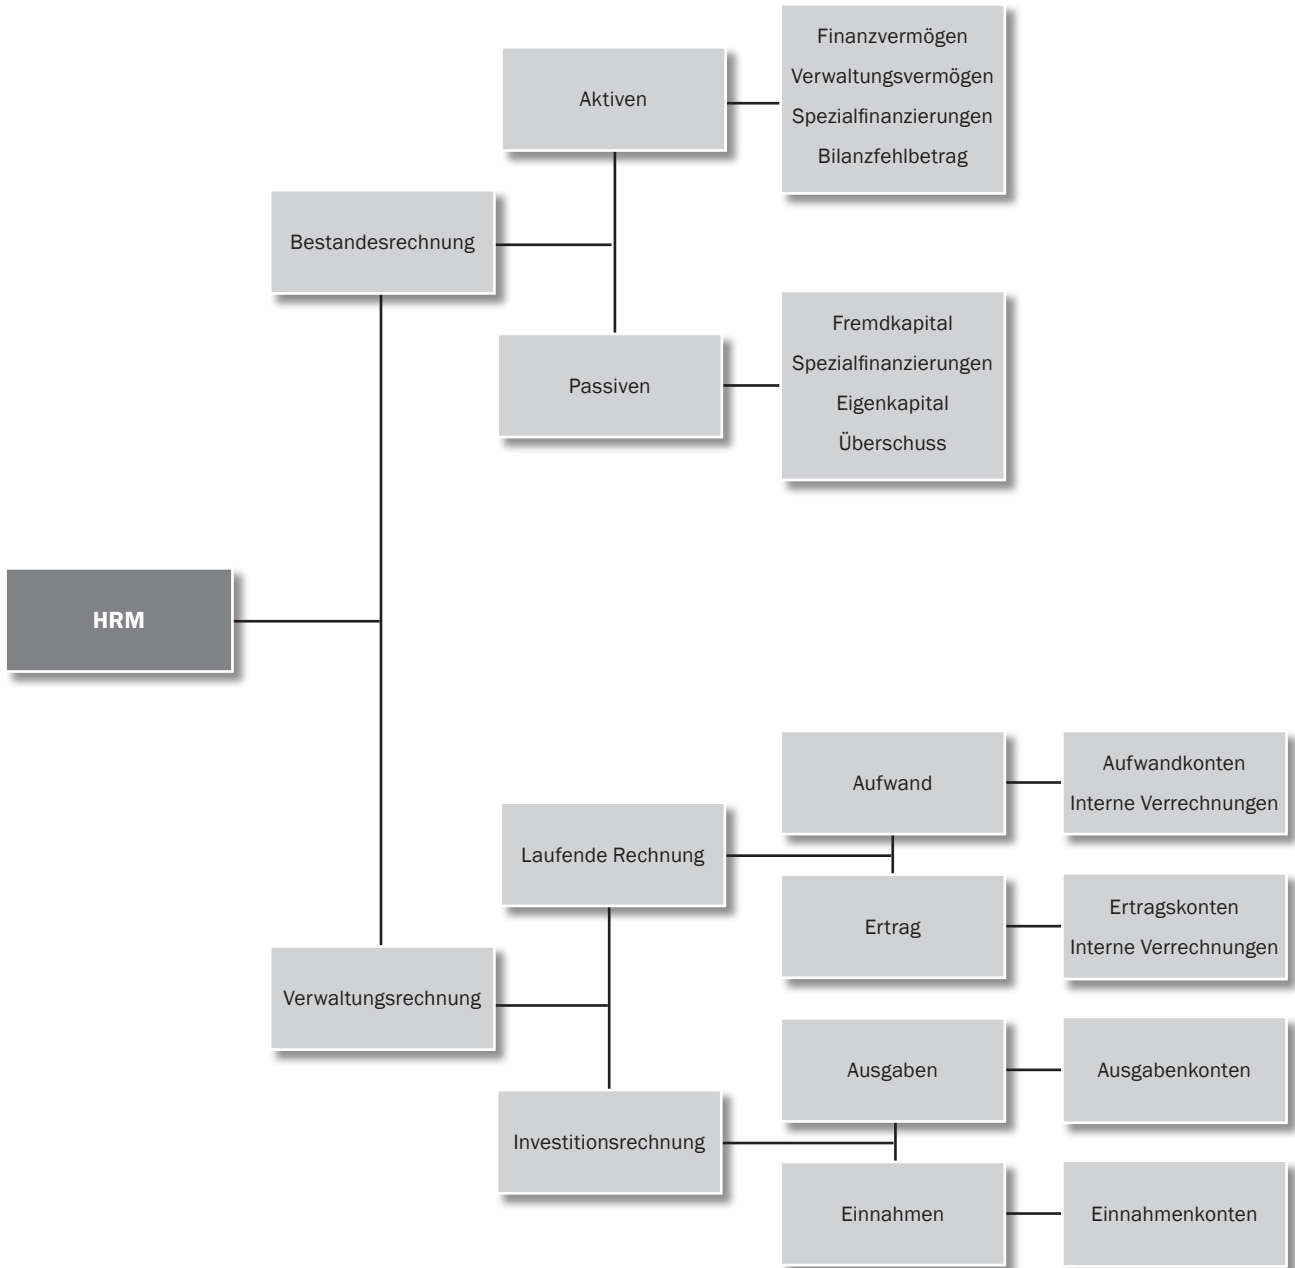 Finanzvermögen
Verwaltungsvermögen
Spezialfinanzierungen
Bilanzfehlbetrag
Aktiven
Bestandesrechnung
Fremdkapital
Spezialfinanzierungen
Eigenkapital
Überschuss
Passiven
HRM
Aufwand
Aufwandkonten
Interne Verrechnungen
Laufende Rechnung
Ertrag
Ertragskonten
Interne Verrechnungen
Verwaltungsrechnung
Ausgaben
Ausgabenkonten
Investitionsrechnung
Einnahmen
Einnahmenkonten